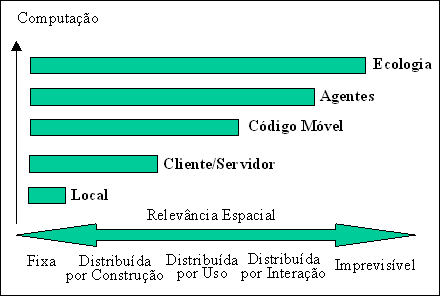 Computação
Ecologia
Agentes
Código Móvel
Cliente/Servidor
Local
Relevância Espacial
Fixa
Distribuída
por Construção
Distribuída
por Uso
Distribuída
por Interação
Imprevisível